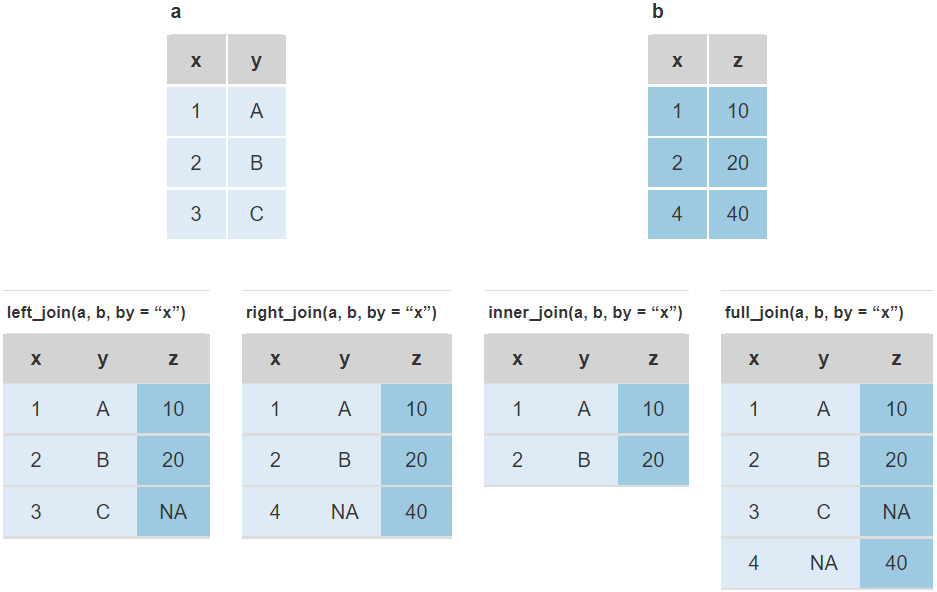 a b
x y x z
1 A 1 10
2 B 2 20
3 C 4 40
left_join(a, b, by = “x”) right_join(a, b, by = “x”) inner_join(a, b, by = “x”) full_join(a, b, by = “x”)
x y z x y z x y z x y z
1 A 10 1 A 10 1 A 10 1 A 10
2 B 20 2 B 20 2 B 20 2 B 20
3 C NA 4 NA 40 3 C NA
4 NA 40